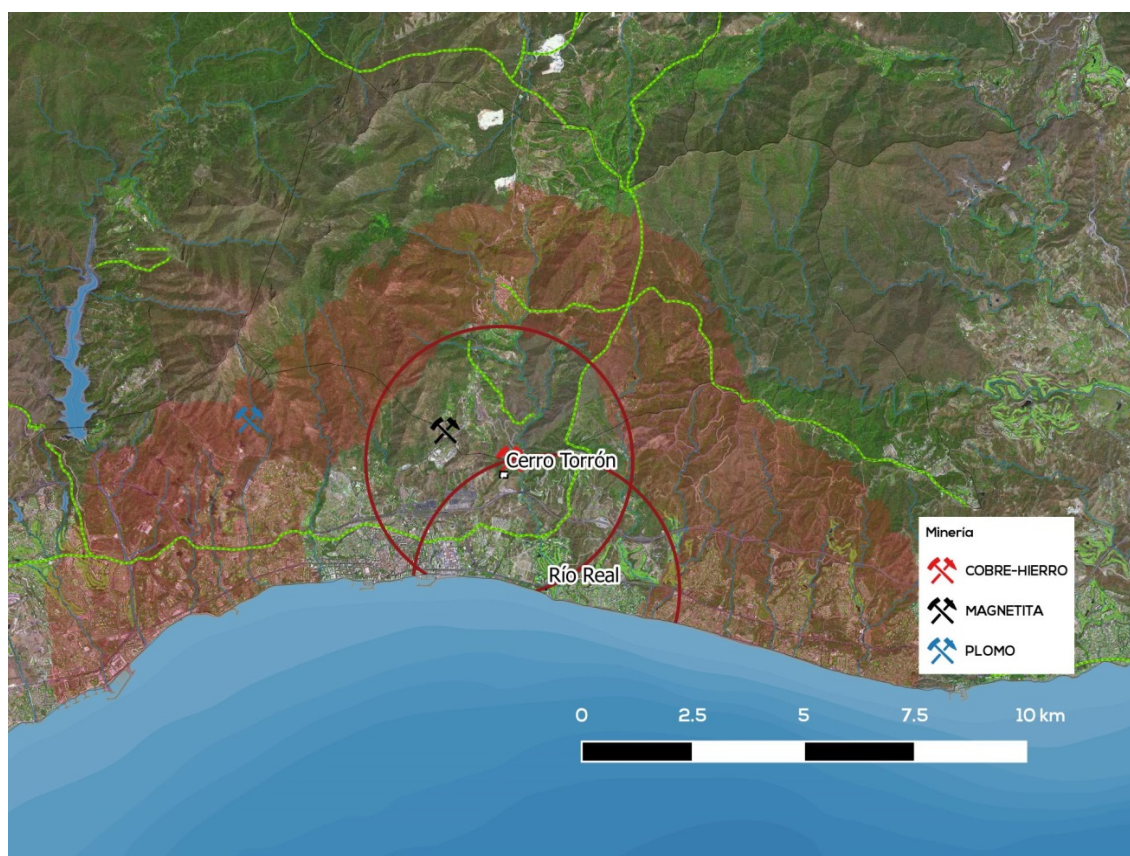 Cerro Torrón
Río Real
Minería
COBRE-HIERRO
MAGNETITA
PLOMO
0 2.5 5 7.5 10 km